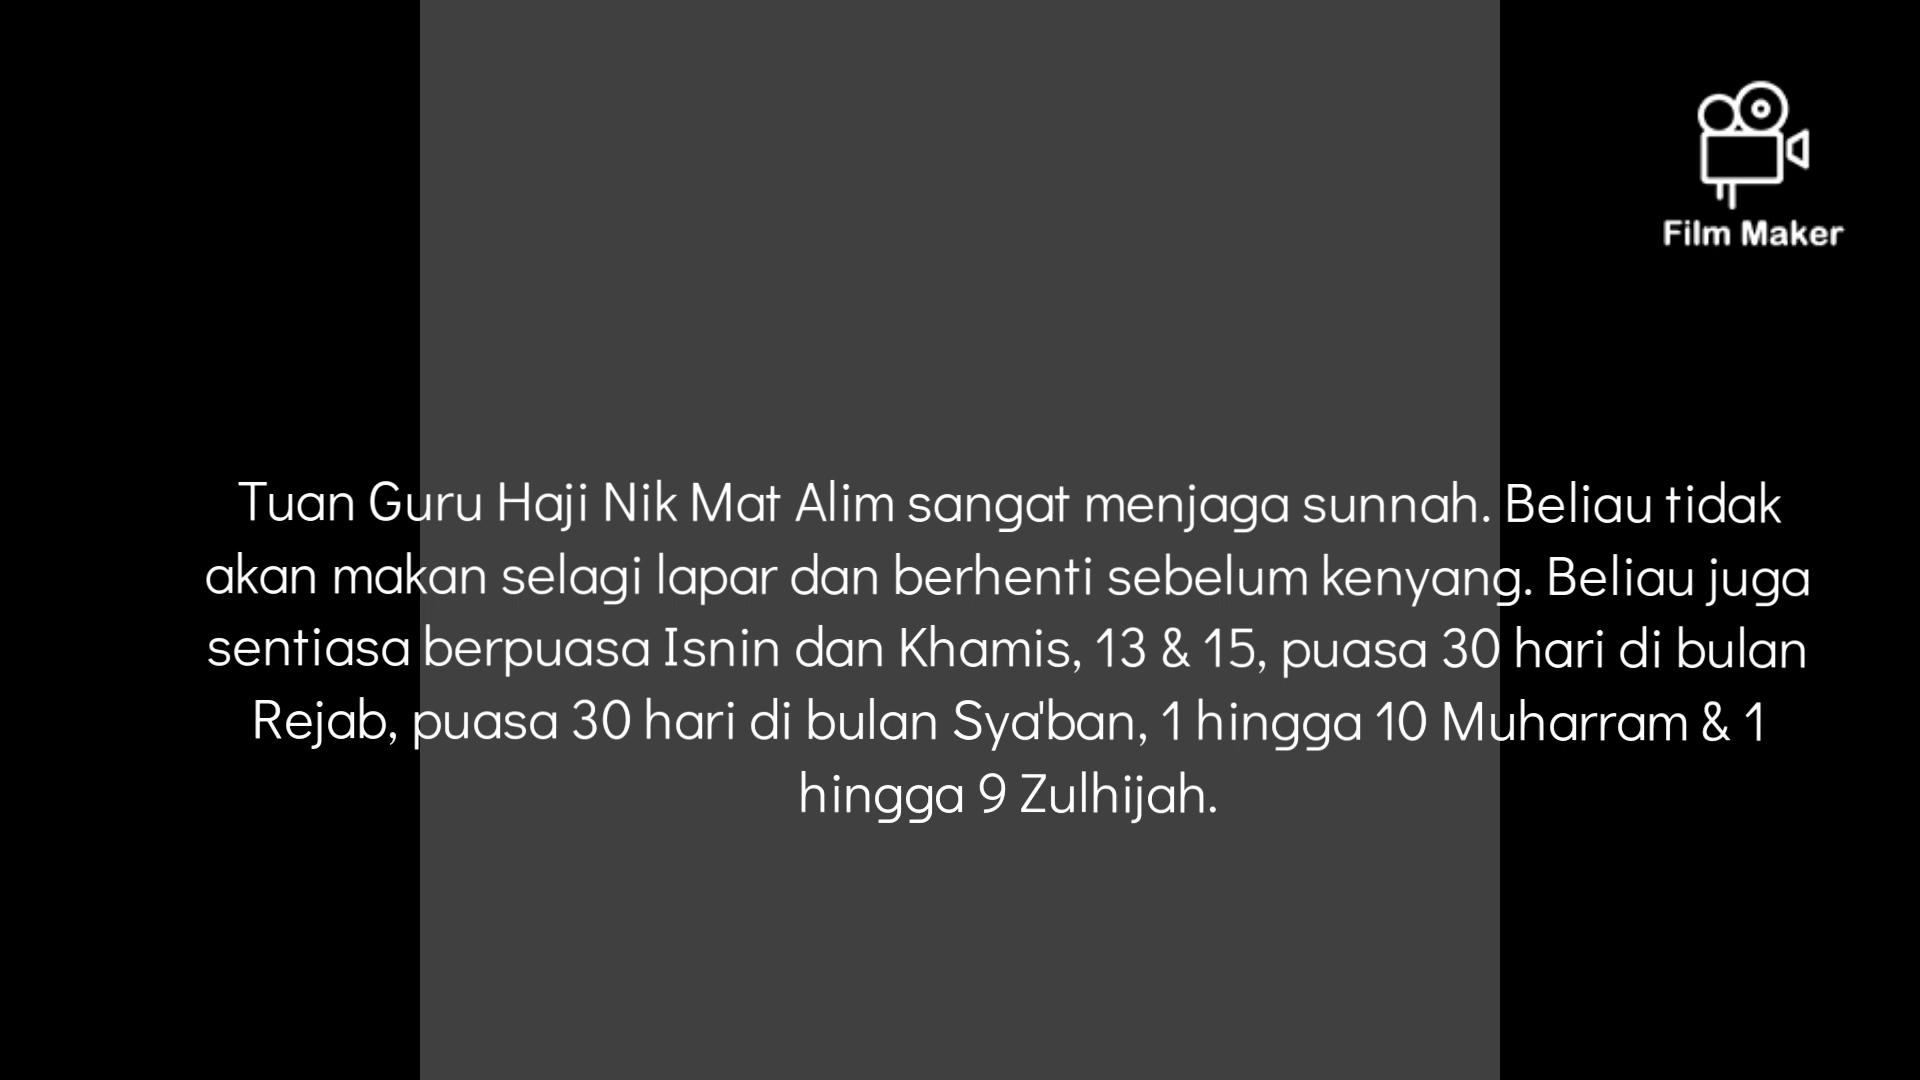 Film Maker
Tuan Guru Haji Nik Mat Alim sangat menjaga sunnah. Beliau tidak
akan makan selagi lapar dan berhenti sebelum kenyang. Beliau juga
sentiasa berpuasa Isnin dan Khamis, 13 & 15, puasa 30 hari di bulan
Rejab, puasa 30 hari di bulan Sya'ban, 1 hingga 10 Muharram & 1
hingga 9 Zulhijah.